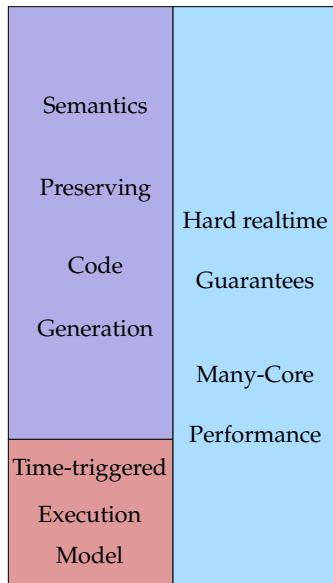 Semantics
Preserving
Code
Generation
Time-triggered
Execution
Model
Hard realtime
Guarantees
Many-Core
Performance